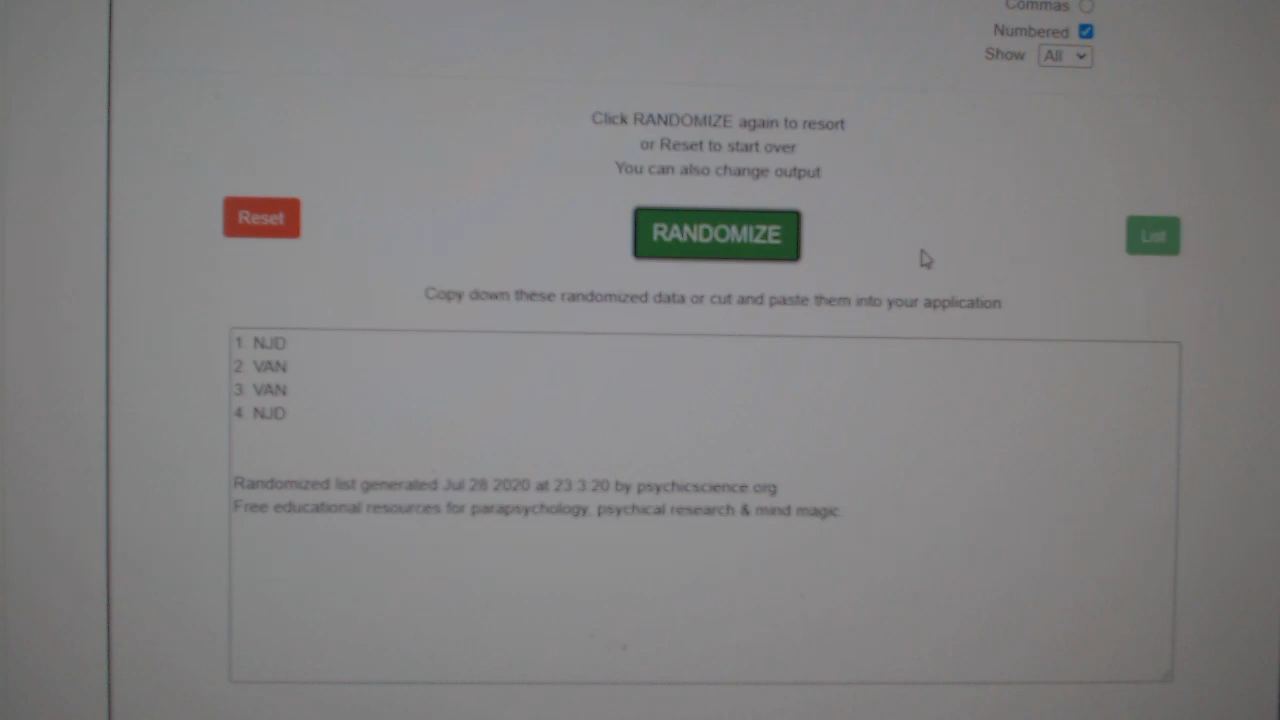 Commas
Numbered
Show All
Click RANDOMIZE again to resort
or Reset to start over
You can also change output
Reset
RANDOMIZE
List
Copy down these randomized data or cut and paste them into your application
1. NJD
2. VAN
3. VAN
4. NJD
Randomized list generated Jul 28 2020 at 23:3:20 by psychicscience.org
Free educational resources for parapsychology, psychical research & mind magic.